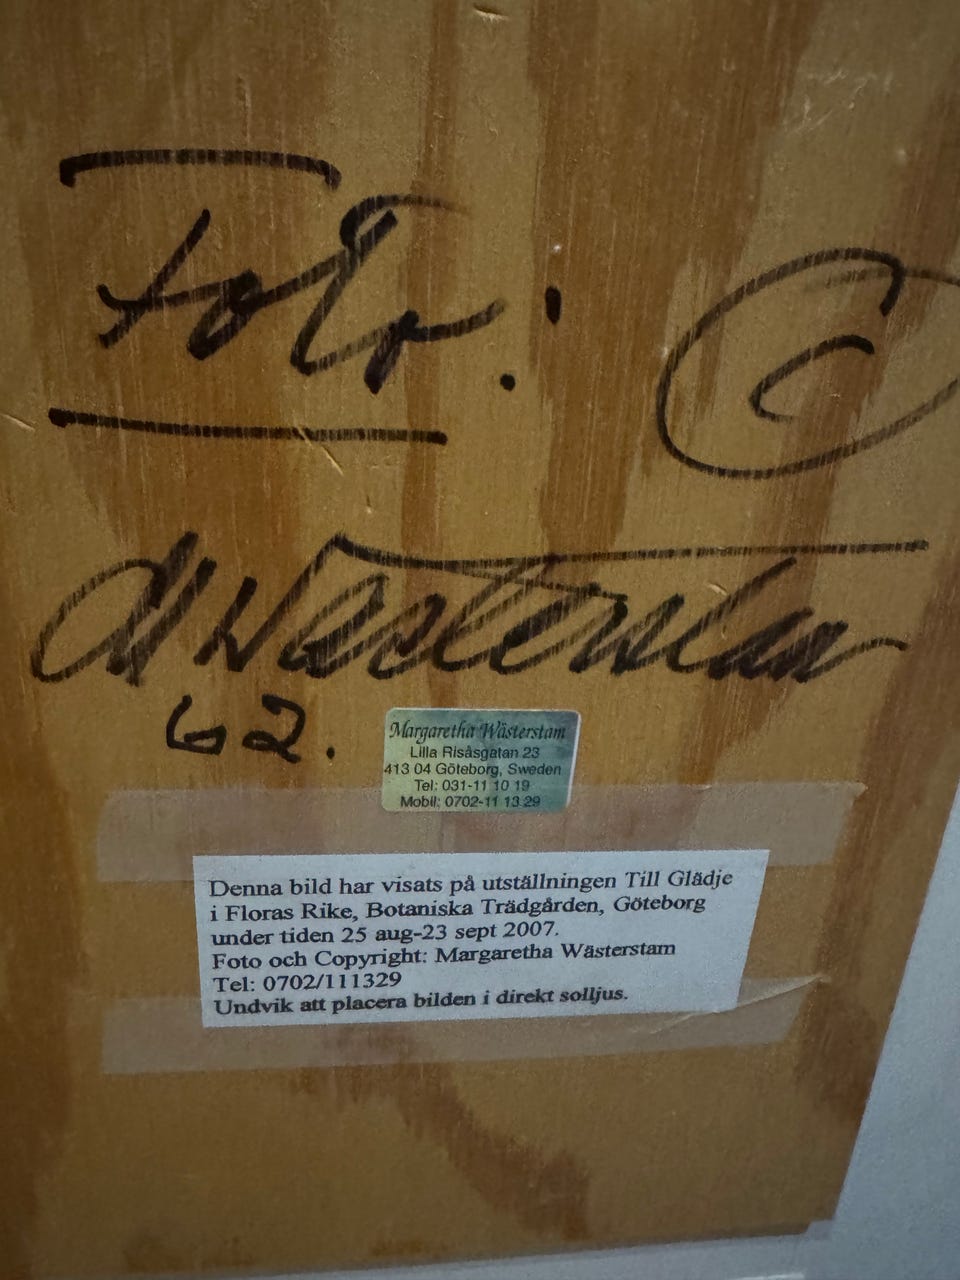 Foto: ©
M Wästerstam
62.
Margaretha Wästerstam
Lilla Risåsgatan 23
413 04 Göteborg, Sweden
Tel: 031-11 10 19
Mobil: 0702-11 13 29
Denna bild har visats på utställningen Till Glädje
i Floras Rike, Botaniska Trädgården, Göteborg
under tiden 25 aug-23 sept 2007.
Foto och Copyright: Margaretha Wästerstam
Tel: 0702/111329
Undvik att placera bilden i direkt solljus.